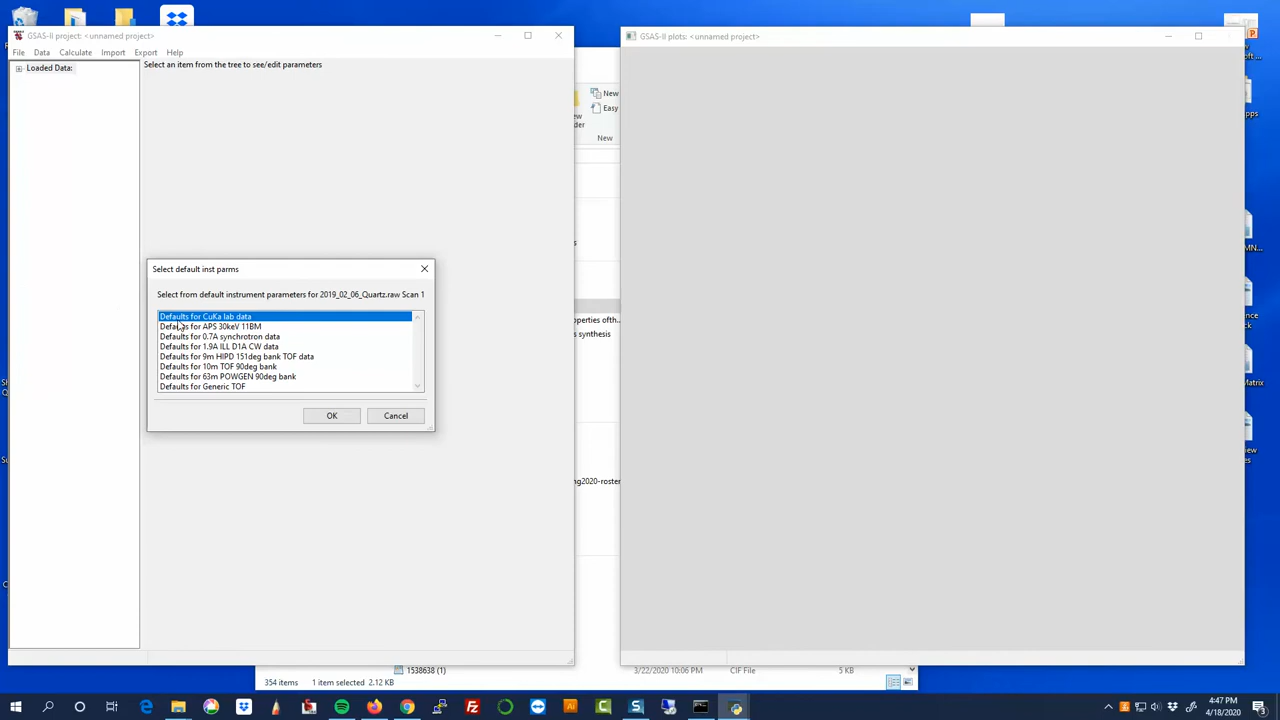 GSAS-II project: <unnamed project>
File Data Calculate Import Export Help
Loaded Data:
Select an item from the tree to see/edit parameters
Select default inst parms
Select from default instrument parameters for 2019_02_06_Quartz.raw Scan 1
Defaults for CuKa lab data
Defaults for APS 30keV 11BM
Defaults for 0.7A synchrotron data
Defaults for 1.9A ILL D1A CW data
Defaults for 9m HIPD 151deg bank TOF data
Defaults for 10m TOF 90deg bank
Defaults for 63m POWGEN 90deg bank
Defaults for Generic TOF
OK Cancel
New
Easy
New
operties ofth..
s synthesis
ng2020-roster
GSAS-II plots: <unnamed project>
1538638 (1) 3/22/2020 10:06 PM CIF File 5 KB
354 items 1 item selected 2.12 KB
4:47 PM
4/18/2020